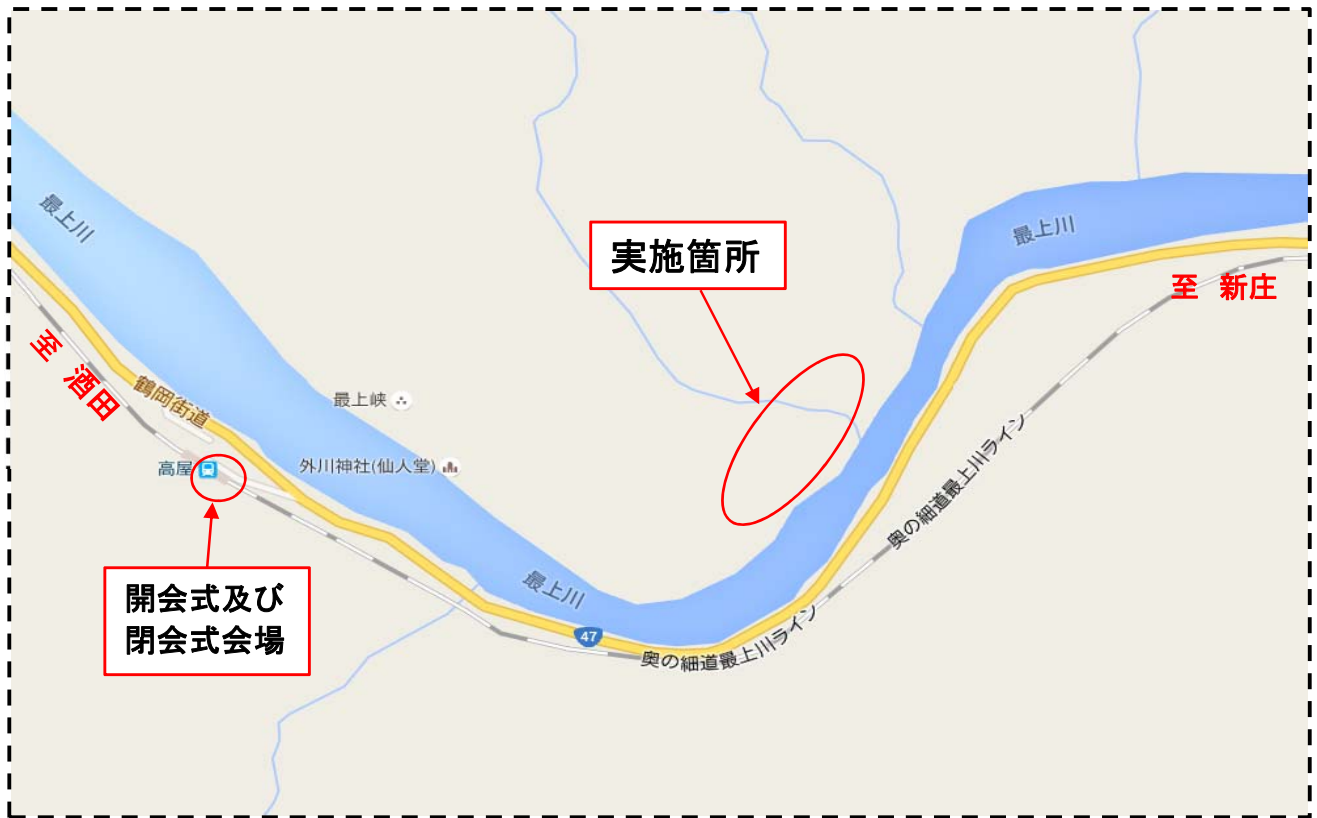 最上川
最上川
実施箇所
至 新庄
至 酒田
鶴岡街道
最上峡
高屋
外川神社(仙人堂)
奥の細道最上川ライン
開会式及び
閉会式会場
最上川
47
奥の細道最上川ライン